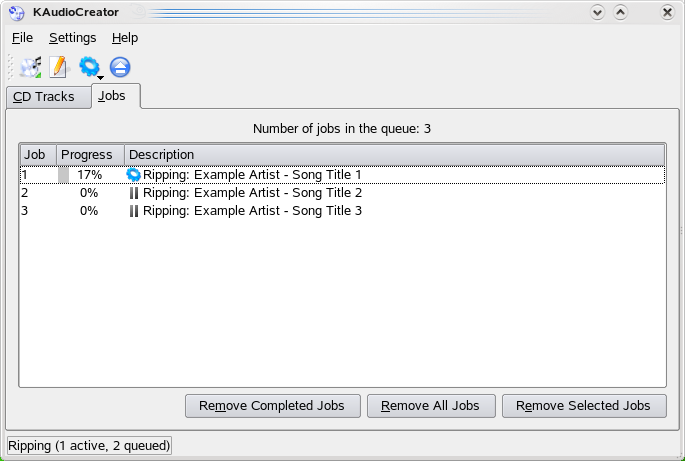 KAudioCreator
File Settings Help
CD Tracks Jobs
Number of jobs in the queue: 3
Job Progress Description
1 17% Ripping: Example Artist - Song Title 1
2 0% Ripping: Example Artist - Song Title 2
3 0% Ripping: Example Artist - Song Title 3
Remove Completed Jobs Remove All Jobs Remove Selected Jobs
Ripping (1 active, 2 queued)